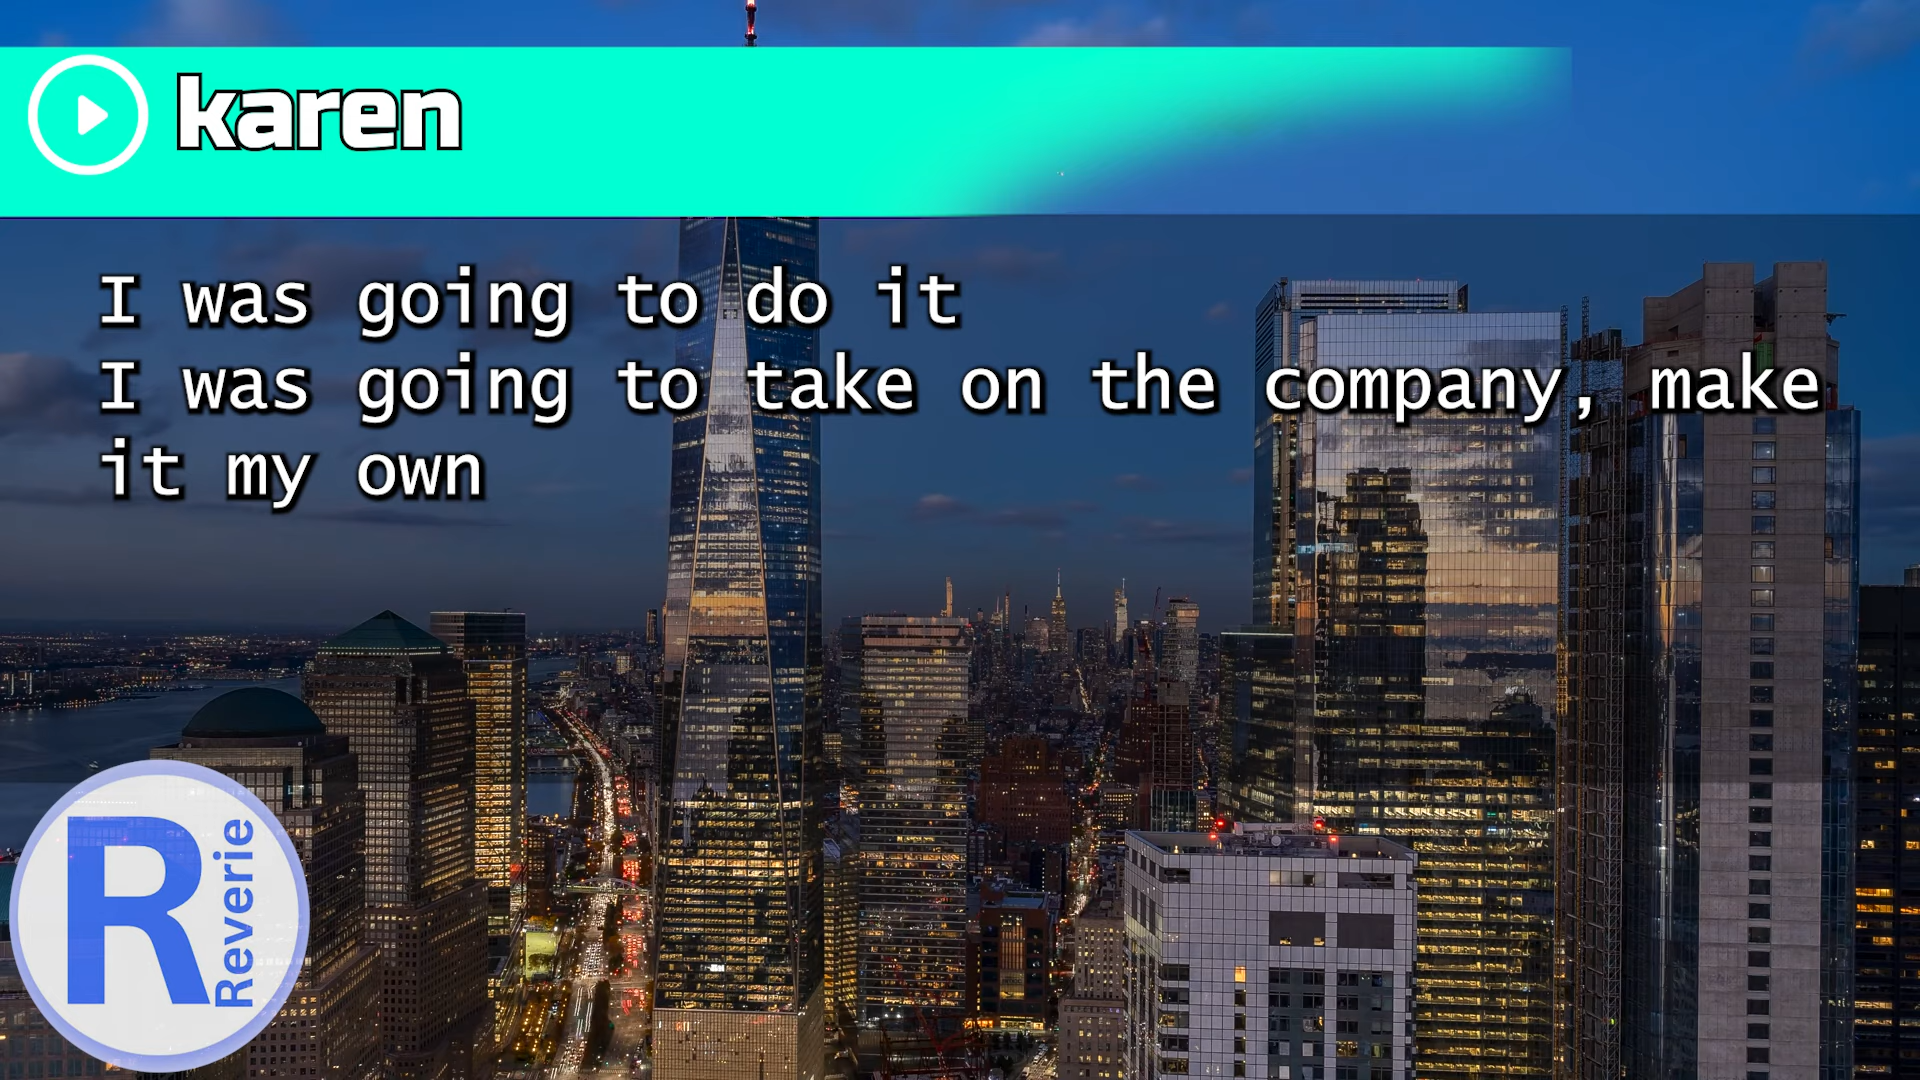 karen
I was going to do it
I was going to take on the company, make
it my own
R
Reverie